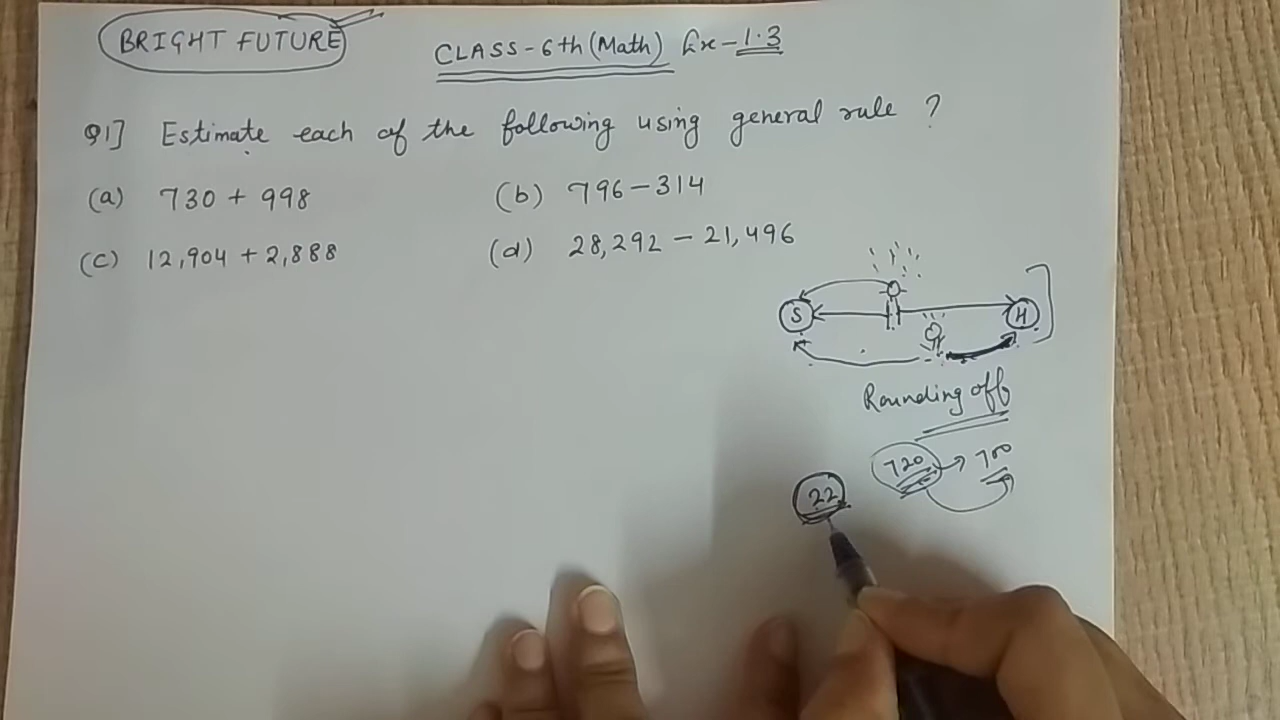 BRIGHT FUTURE
CLASS-6th (Math) Ex-1.3
Q1] Estimate each of the following using general rule ?
(a) 730 + 998
(b) 796 - 314
(c) 12,904 + 2,888
(d) 28,292 - 21,496
S H
Rounding off
720 → 700
22